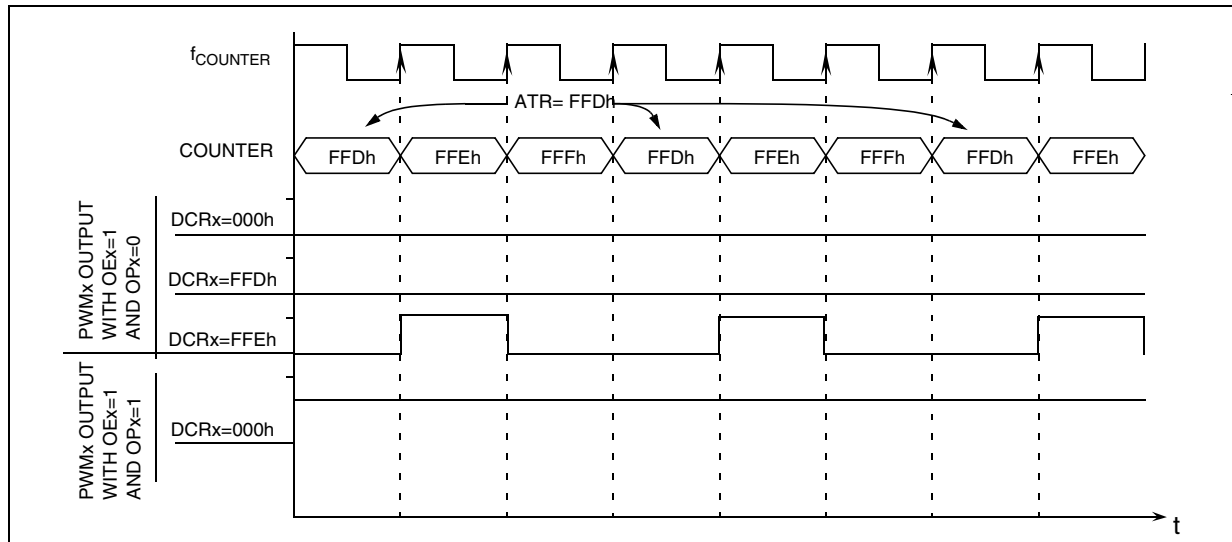 fCOUNTER
ATR= FFDh
COUNTER
FFDh FFEh FFFh FFDh FFEh FFFh FFDh FFEh
PWMx OUTPUT
WITH OEx=1
AND OPx=0
DCRx=000h
DCRx=FFDh
DCRx=FFEh
PWMx OUTPUT
WITH OEx=1
AND OPx=1
DCRx=000h
t